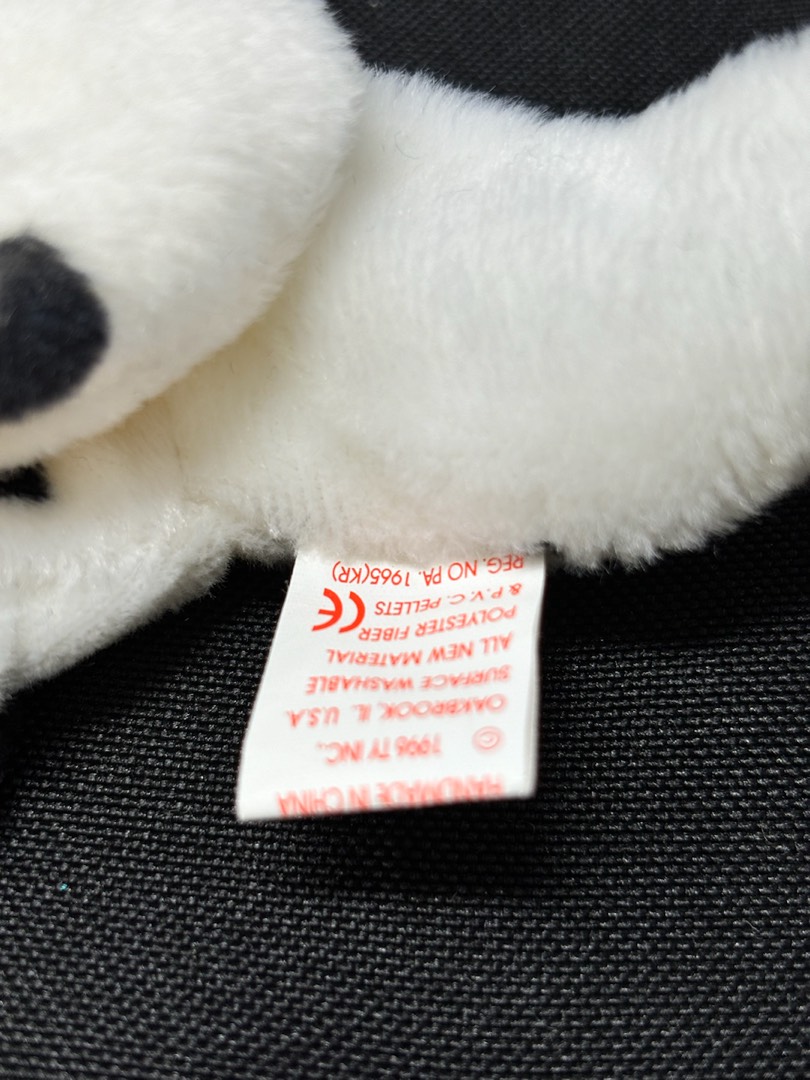 HANDMADE IN CHINA
© 1996 TY INC.
OAKBROOK, IL. U.S.A.
SURFACE WASHABLE
ALL NEW MATERIAL
POLYESTER FIBER
& P.V.C. PELLETS CE
REG. NO PA. 1965(KR)